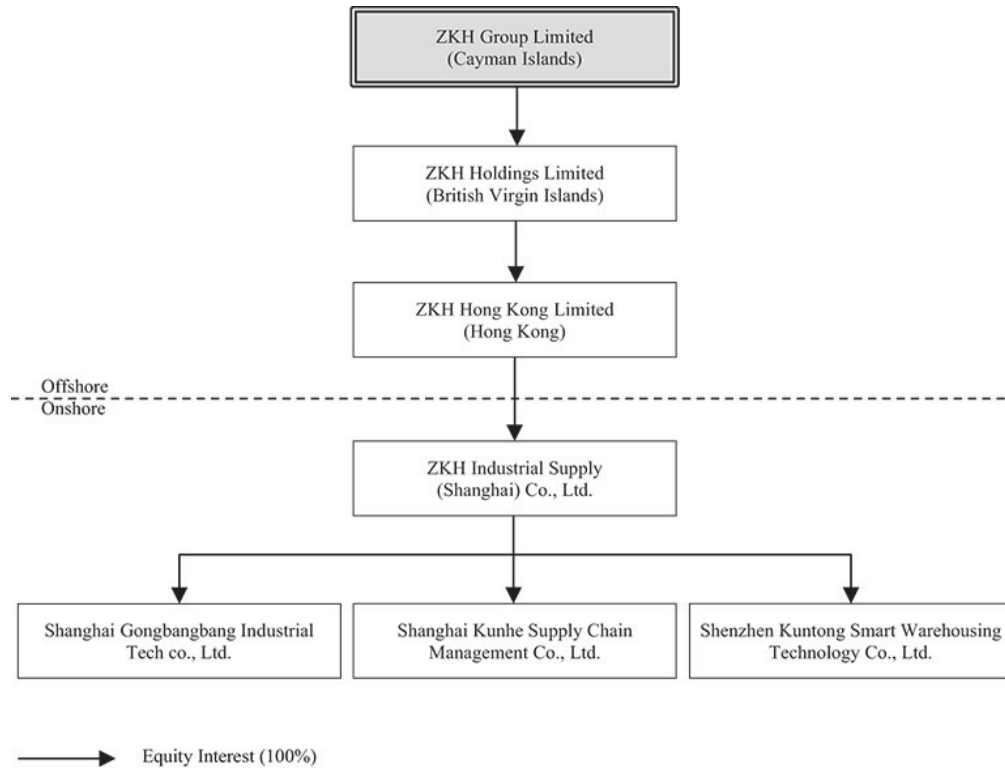 ZKH Group Limited
(Cayman Islands)
ZKH Holdings Limited
(British Virgin Islands)
ZKH Hong Kong Limited
(Hong Kong)
Offshore
Onshore
ZKH Industrial Supply
(Shanghai) Co., Ltd.
Shanghai Gongbangbang Industrial
Tech co., Ltd.
Shanghai Kunhe Supply Chain
Management Co., Ltd.
Shenzhen Kuntong Smart Warehousing
Technology Co., Ltd.
Equity Interest (100%)